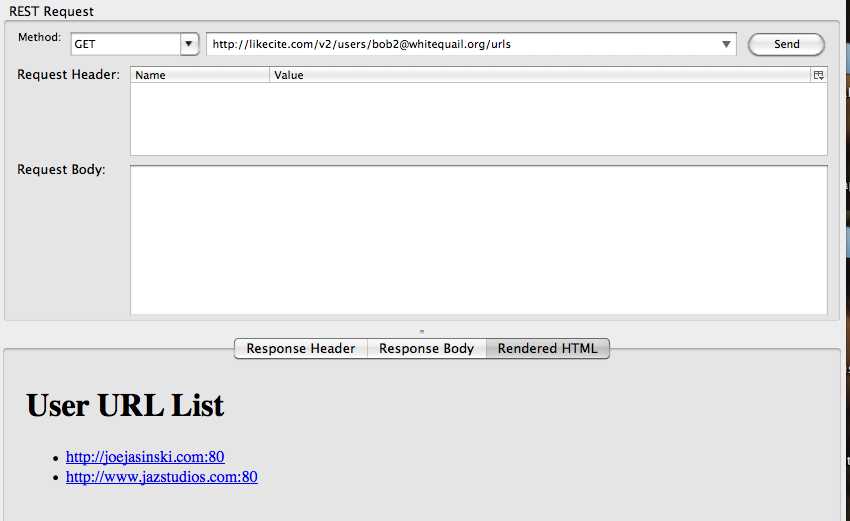 REST Request
Method: GET http://likecite.com/v2/users/bob2@whitequail.org/urls Send
Request Header: Name Value
Request Body:
Response Header Response Body Rendered HTML
User URL List
http://joejasinski.com:80
http://www.jazstudios.com:80